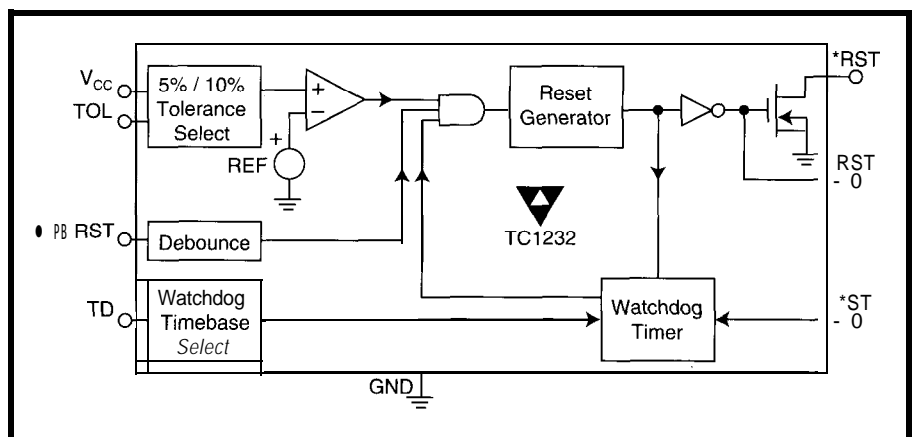 VCC
TOL
5% / 10%
Tolerance
Select
+
−
+
REF
Reset
Generator
*RST
RST
- 0
TC1232
• PB RST
Debounce
TD
Watchdog
Timebase
Select
Watchdog
Timer
*ST
- 0
GND